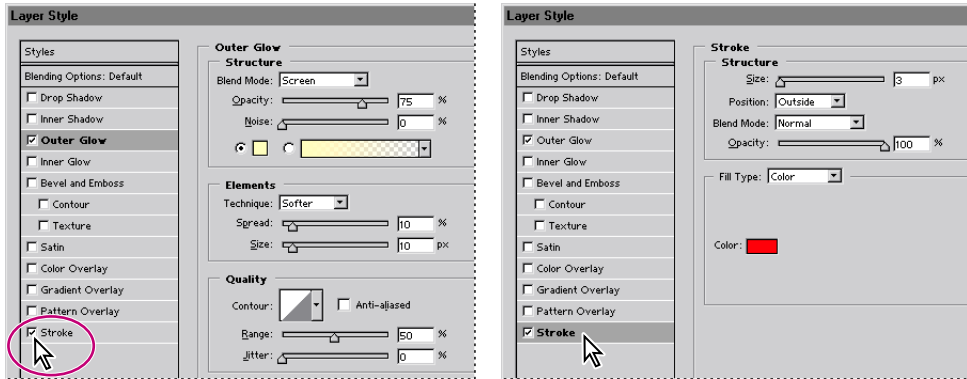 Layer Style
Styles
Blending Options: Default
Drop Shadow
Inner Shadow
Outer Glow
Inner Glow
Bevel and Emboss
Contour
Texture
Satin
Color Overlay
Gradient Overlay
Pattern Overlay
Stroke
Outer Glow
Structure
Blend Mode: Screen
Opacity: 75 %
Noise: 0 %
Elements
Technique: Softer
Spread: 10 %
Size: 10 px
Quality
Contour: Anti-aliased
Range: 50 %
Jitter: 0 %
Layer Style
Styles
Blending Options: Default
Drop Shadow
Inner Shadow
Outer Glow
Inner Glow
Bevel and Emboss
Contour
Texture
Satin
Color Overlay
Gradient Overlay
Pattern Overlay
Stroke
Stroke
Structure
Size: 3 px
Position: Outside
Blend Mode: Normal
Opacity: 100 %
Fill Type: Color
Color: